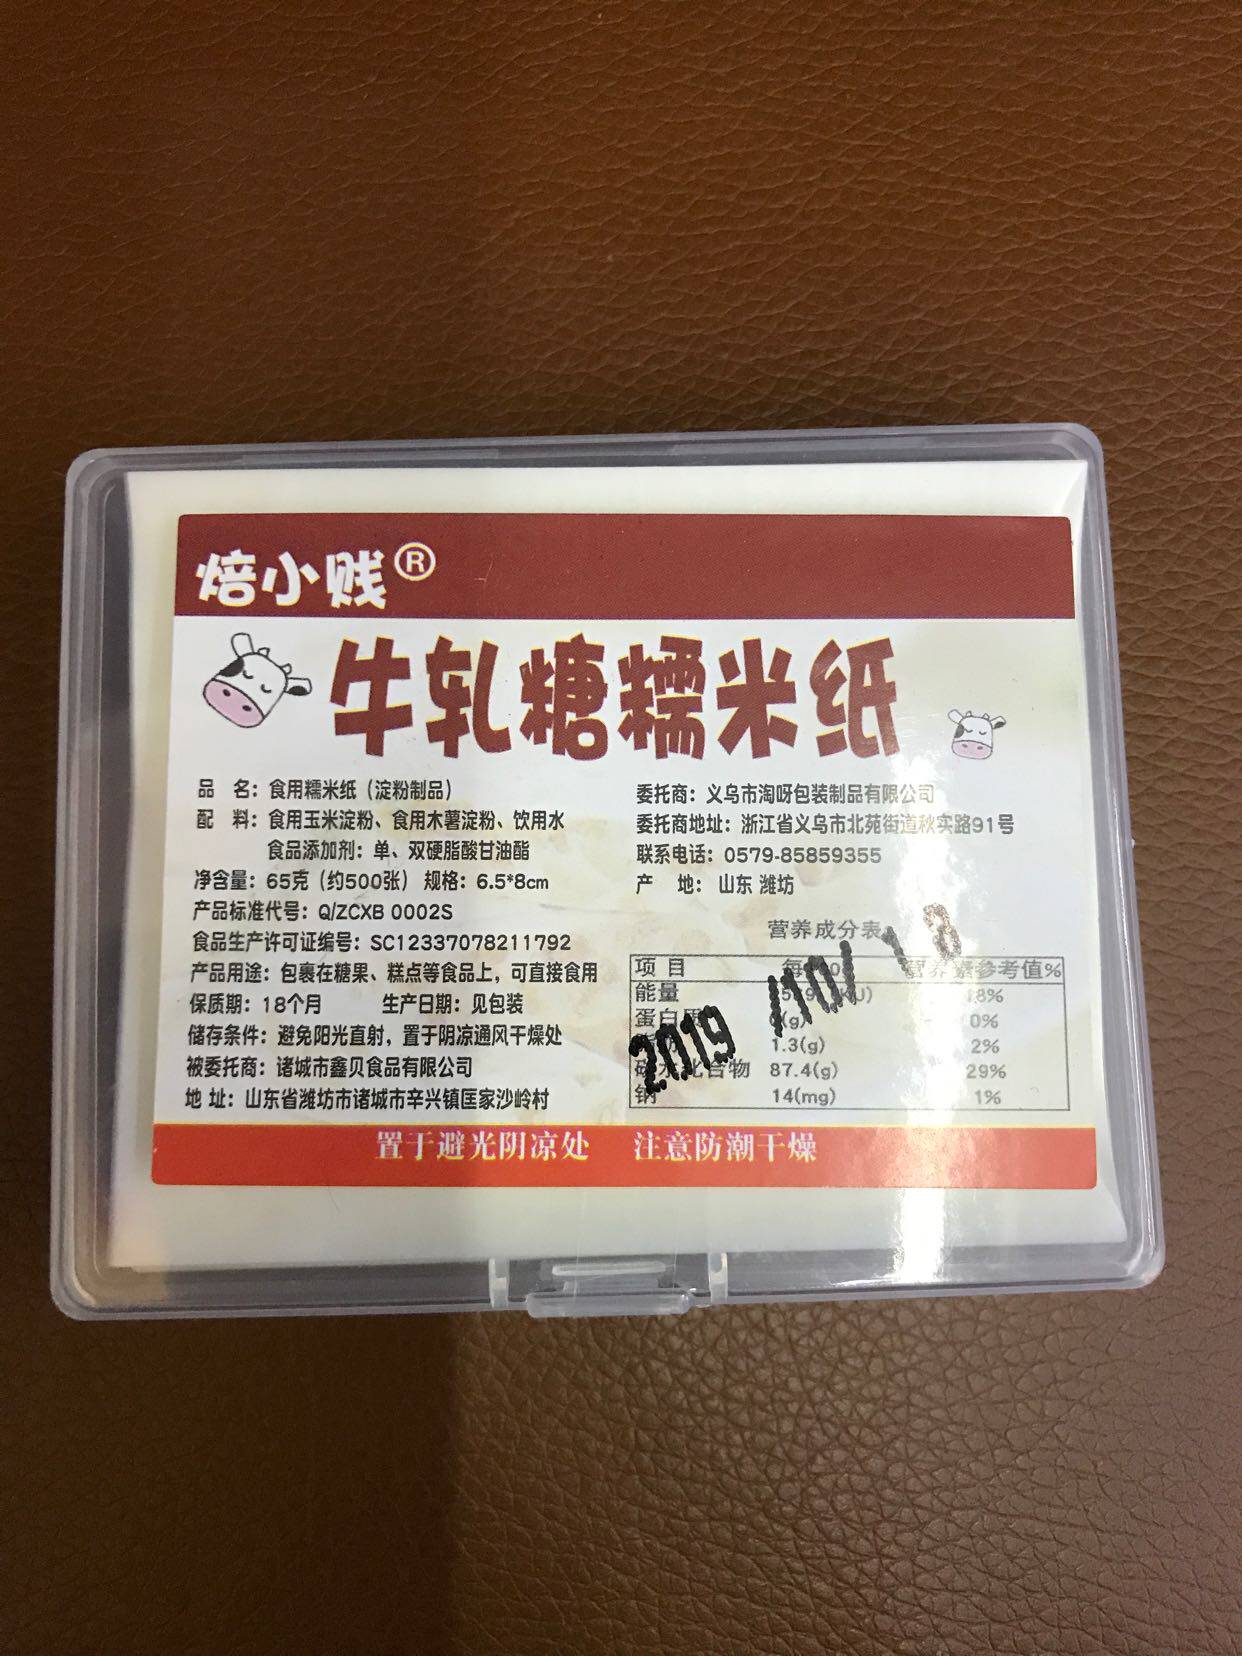 焙小贱®
牛轧糖糯米纸
品 名：食用糯米纸（淀粉制品）
配 料：食用玉米淀粉、食用木薯淀粉、饮用水
食品添加剂：单、双硬脂酸甘油酯
净含量：65克（约500张）规格：6.5*8cm
产品标准代号：Q/ZCXB 0002S
食品生产许可证编号：SC12337078211792
产品用途：包裹在糖果、糕点等食品上，可直接食用
保质期：18个月 生产日期：见包装
储存条件：避免阳光直射，置于阴凉通风干燥处
被委托商：诸城市鑫贝食品有限公司
地 址：山东省潍坊市诸城市辛兴镇匡家沙岭村
委托商：义乌市淘呀包装制品有限公司
委托商地址：浙江省义乌市北苑街道秋实路91号
联系电话：0579-85859355
产 地：山东 潍坊
营养成分表
项 目 营养素参考值%
能量 18%
蛋白质 0%
1.3(g) 2%
碳水化合物 87.4(g) 29%
钠 14(mg) 1%
2019/10/
置于避光阴凉处 注意防潮干燥